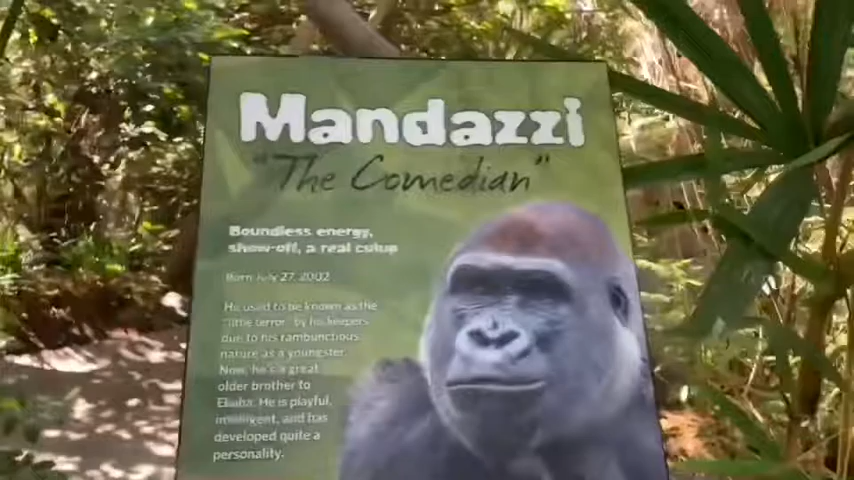 Mandazzi
"The Comedian"
Boundless energy,
show-off, a real cutup
Born July 27, 2002
He used to be known as the
"little terror" by his keepers
due to his rambunctious
nature as a youngster.
Now he's a great
older brother to
Ekuba. He is playful,
intelligent, and has
developed quite a
personality.